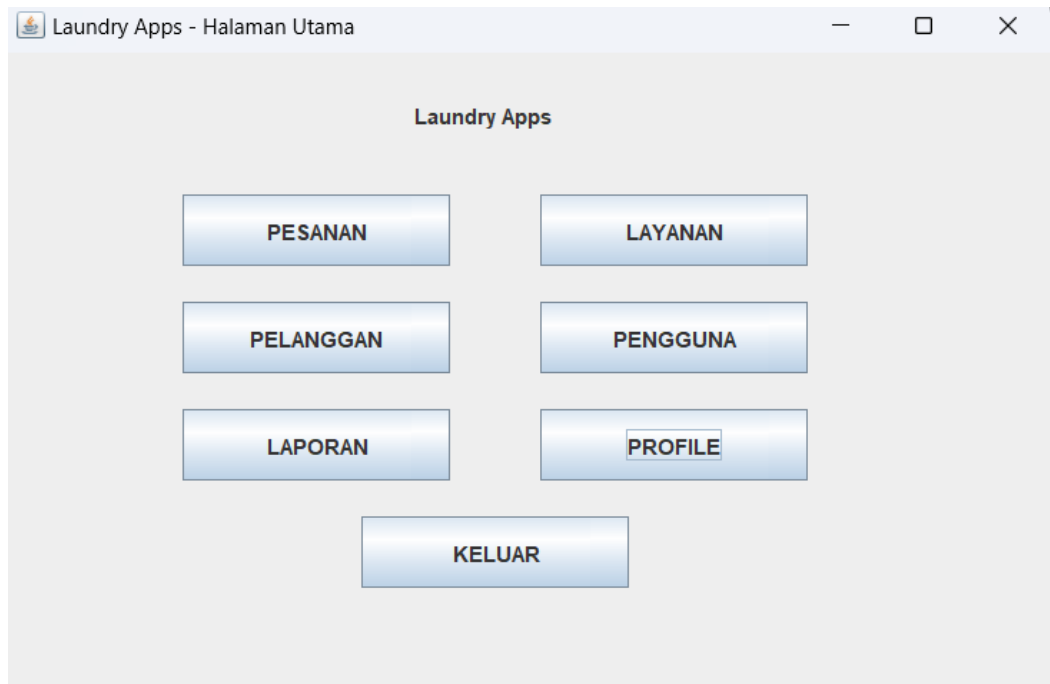 Laundry Apps - Halaman Utama
Laundry Apps
PESANAN
LAYANAN
PELANGGAN
PENGGUNA
LAPORAN
PROFILE
KELUAR